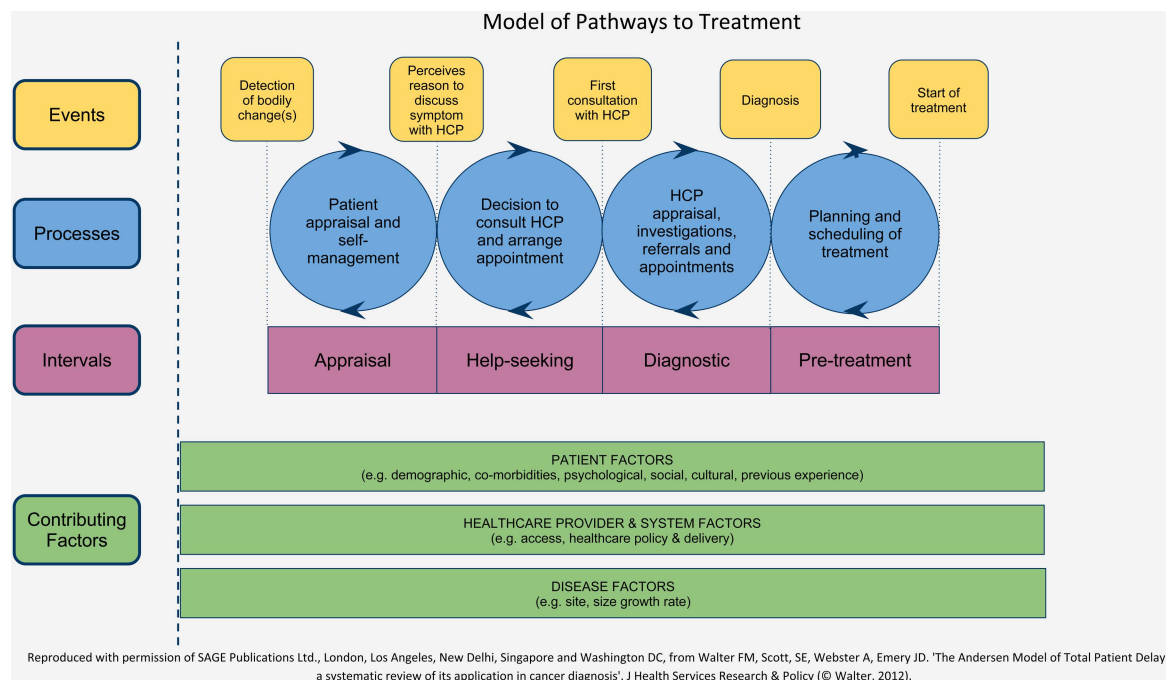 Model of Pathways to Treatment
Events
Detection
of bodily
change(s)
Perceives
reason to
discuss
symptom
with HCP
First
consultation
with HCP
Diagnosis
Start of
treatment
Processes
Patient
appraisal and
self-
management
Decision to
consult HCP
and arrange
appointment
HCP
appraisal,
investigations,
referrals and
appointments
Planning and
scheduling of
treatment
Intervals
Appraisal
Help-seeking
Diagnostic
Pre-treatment
Contributing
Factors
PATIENT FACTORS
(e.g. demographic, co-morbidities, psychological, social, cultural, previous experience)
HEALTHCARE PROVIDER & SYSTEM FACTORS
(e.g. access, healthcare policy & delivery)
DISEASE FACTORS
(e.g. site, size growth rate)
Reproduced with permission of SAGE Publications Ltd., London, Los Angeles, New Delhi, Singapore and Washington DC, from Walter FM, Scott, SE, Webster A, Emery JD. 'The Andersen Model of Total Patient Delay
a systematic review of its application in cancer diagnosis'. J Health Services Research & Policy (© Walter, 2012).